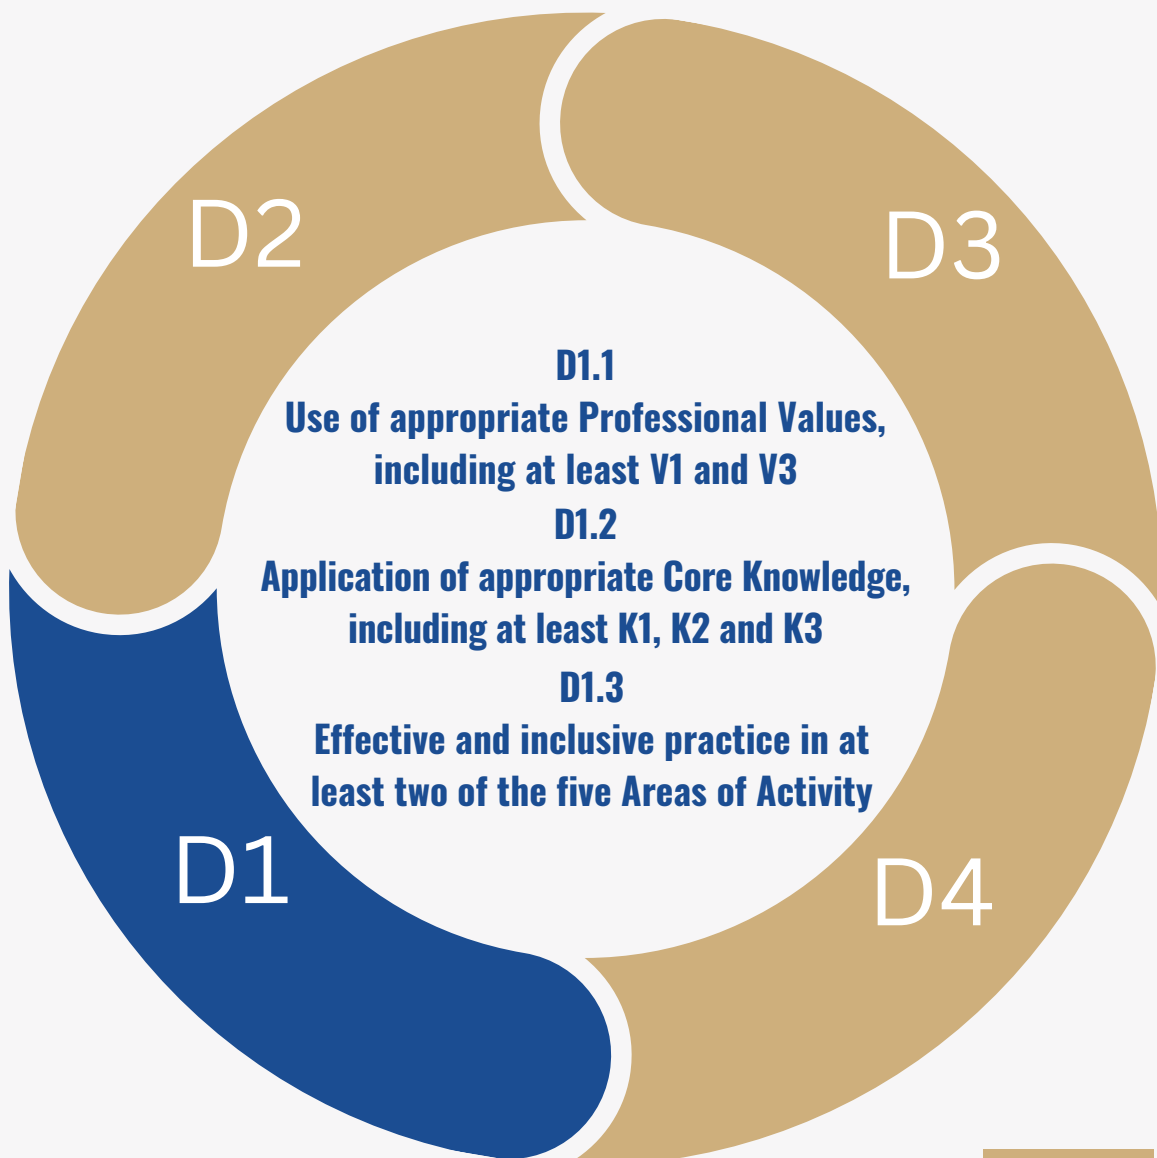 D2
D3
D1.1
Use of appropriate Professional Values,
including at least V1 and V3
D1.2
Application of appropriate Core Knowledge,
including at least K1, K2 and K3
D1.3
Effective and inclusive practice in at
least two of the five Areas of Activity
D1
D4